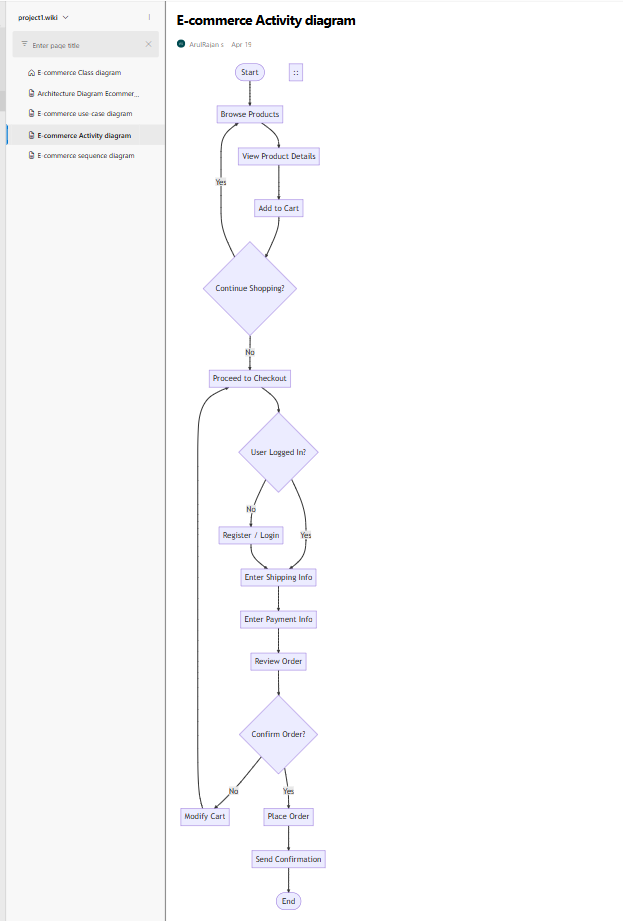 project1.wiki
Enter page title
E-commerce Class diagram
Architecture Diagram Ecommer...
E-commerce use-case diagram
E-commerce Activity diagram
E-commerce sequence diagram
E-commerce Activity diagram
ArulRajan s Apr 19
Start
::
Browse Products
View Product Details
Yes
Add to Cart
Continue Shopping?
No
Proceed to Checkout
User Logged In?
No
Register / Login
Yes
Enter Shipping Info
Enter Payment Info
Review Order
Confirm Order?
No
Yes
Modify Cart
Place Order
Send Confirmation
End